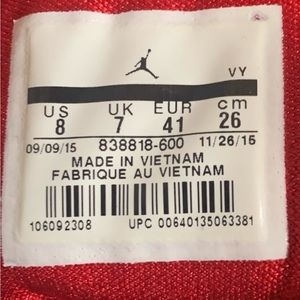 VY
US UK EUR cm
8 7 41 26
09/09/15 838818-600 11/26/15
MADE IN VIETNAM
FABRIQUE AU VIETNAM
106092308 UPC 00640135063381